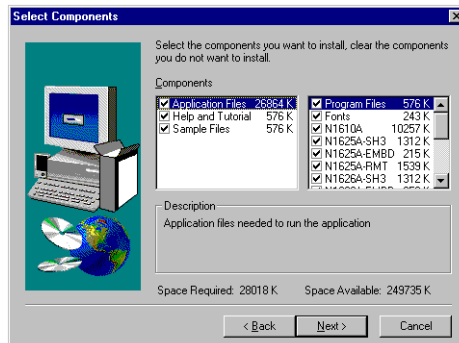 Select Components
Select the components you want to install, clear the components
you do not want to install.
Components
Application Files 26864 K
Help and Tutorial 576 K
Sample Files 576 K
Program Files 576 K
Fonts 243 K
N1610A 10257 K
N1625A-SH3 1312 K
N1625A-EMBD 215 K
N1625A-RMT 1539 K
N1626A-SH3 1312 K
Description
Application files needed to run the application
Space Required: 28018 K
Space Available: 249735 K
< Back
Next >
Cancel